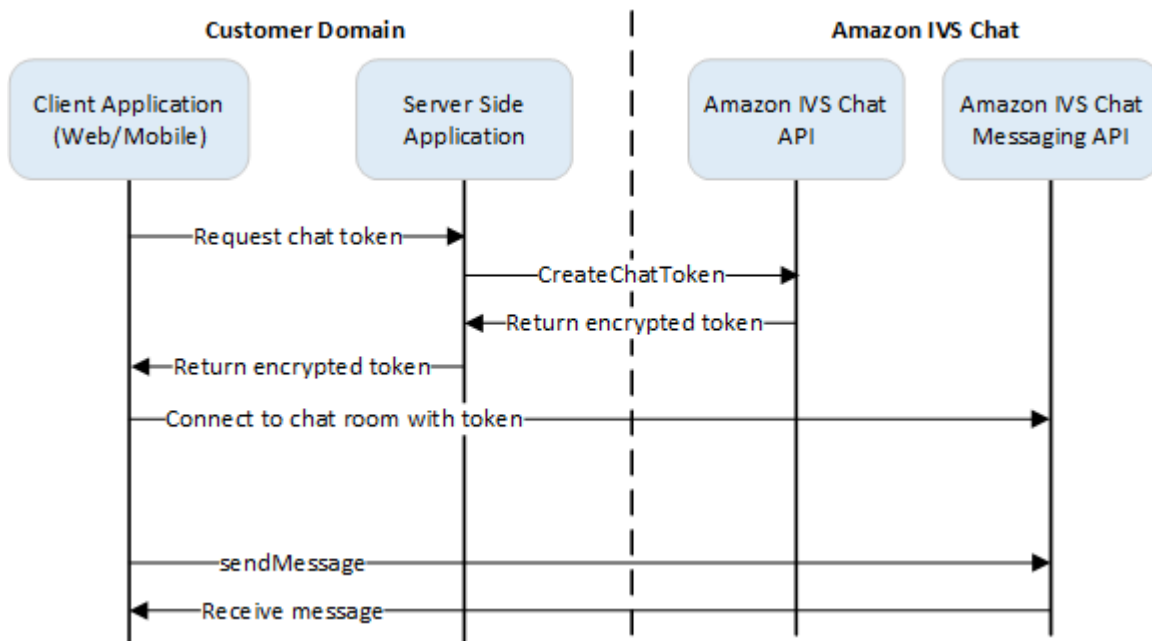 Customer Domain
Amazon IVS Chat
Client Application
(Web/Mobile)
Server Side
Application
Amazon IVS Chat
API
Amazon IVS Chat
Messaging API
Request chat token
CreateChatToken
Return encrypted token
Return encrypted token
Connect to chat room with token
sendMessage
Receive message